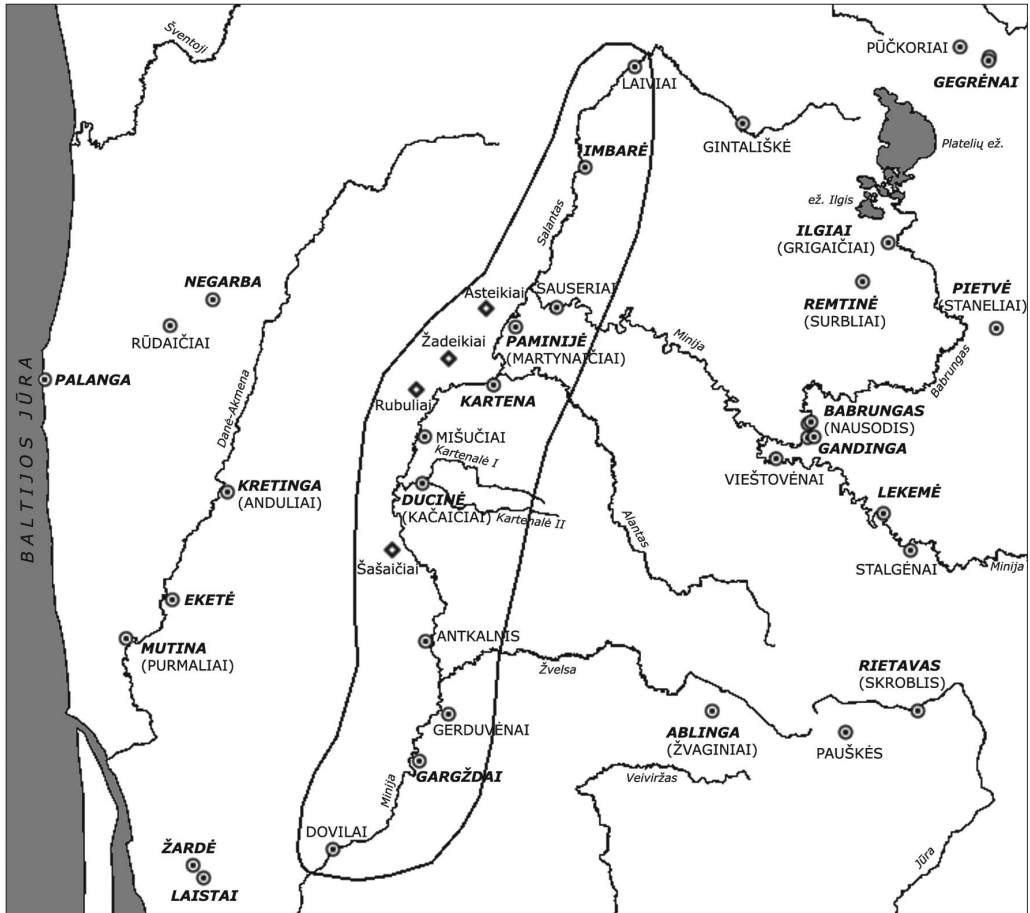 Šventoji
PŪČKORIAI
GEGRĖNAI
LAIVIAI
GINTALIŠKĖ
Platelių ež.
IMBARĖ
ež. Ilgis
Salantas
ILGIAI
(GRIGAIČIAI)
NEGARBA
Asteikiai
SAUSERIAI
REMTINĖ
(SURBLIAI)
PIETVĖ
(STANELIAI)
RŪDAIČIAI
PAMINIJĖ
(MARTYNAIČIAI)
Minija
Žadeikiai
Babrungas
PALANGA
BALTIJOS JŪRA
Rubuliai
KARTENA
Danė-Akmena
BABRUNGAS
(NAUSODIS)
GANDINGA
MIŠUČIAI
Kartenalė I
VIEŠTOVĖNAI
KRETINGA
(ANDULIAI)
DUCINĖ
(KAČAIČIAI)
Kartenalė II
Alantas
LEKEMĖ
Šašaičiai
STALGĖNAI
Minija
EKETĖ
MUTINA
(PURMALIAI)
ANTKALNIS
Žvelsa
RIETAVAS
(SKROBLIS)
GERDUVĖNAI
ABLINGA
(ŽVAGINIAI)
PAUŠKĖS
GARGŽDAI
Veiviržas
Minija
DOVILAI
ŽARDĖ
LAISTAI
Jūra